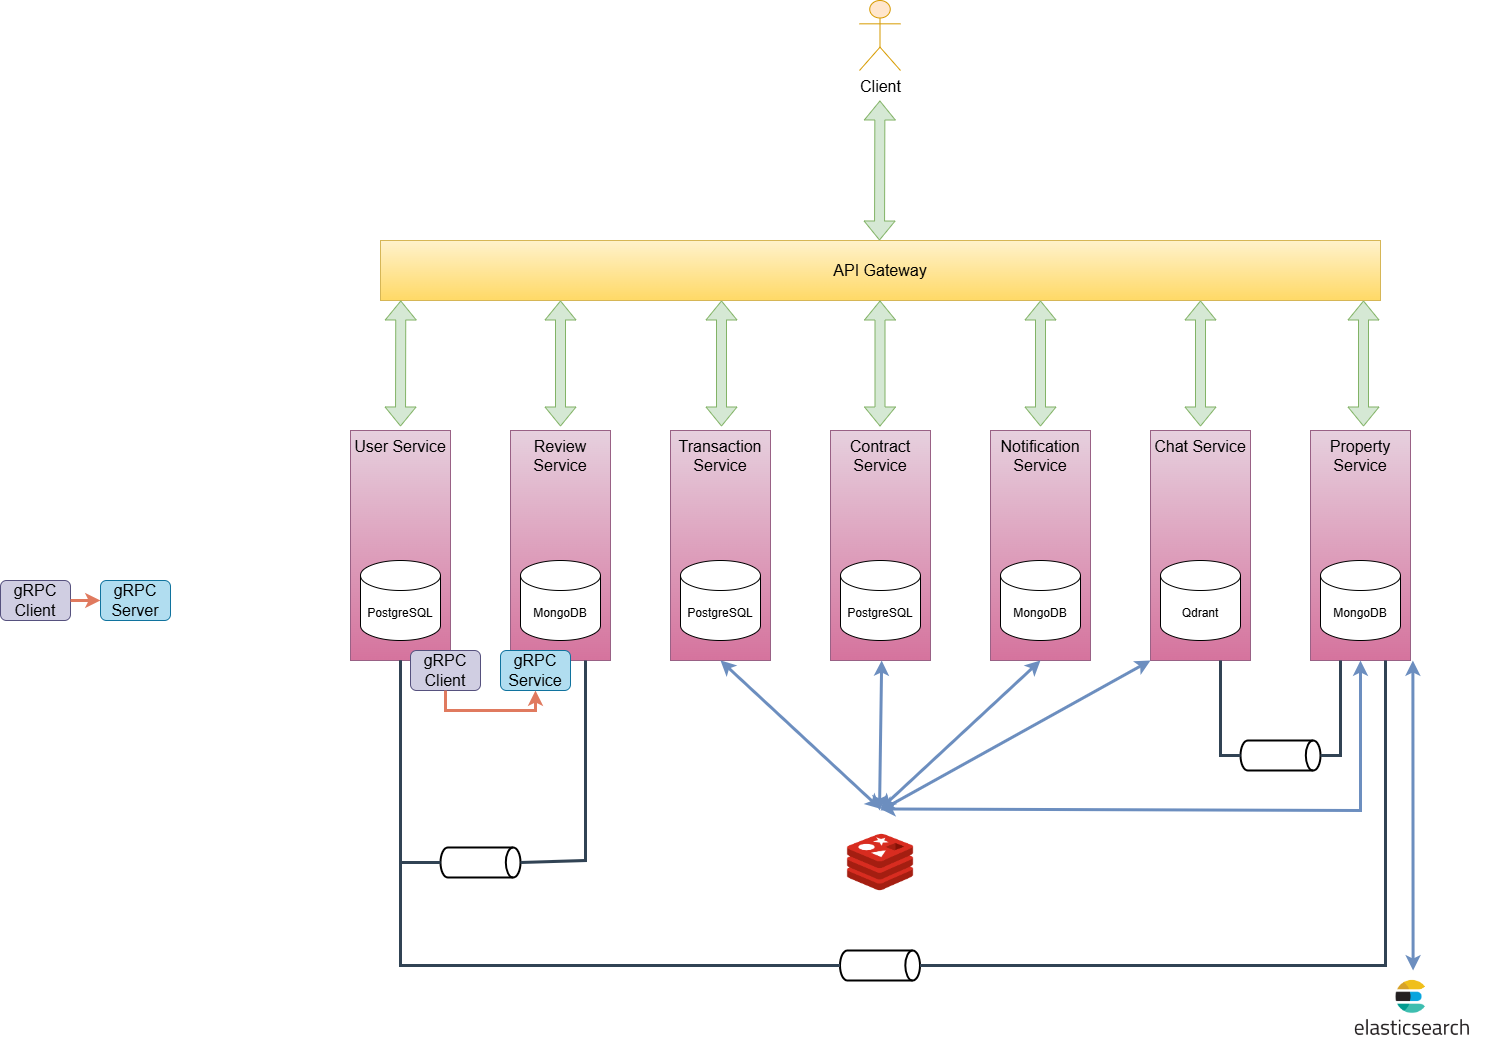 Client
API Gateway
User Service
Review
Service
Transaction
Service
Contract
Service
Notification
Service
Chat Service
Property
Service
PostgreSQL
MongoDB
PostgreSQL
PostgreSQL
MongoDB
Qdrant
MongoDB
gRPC
Client
gRPC
Server
gRPC
Client
gRPC
Service
elasticsearch